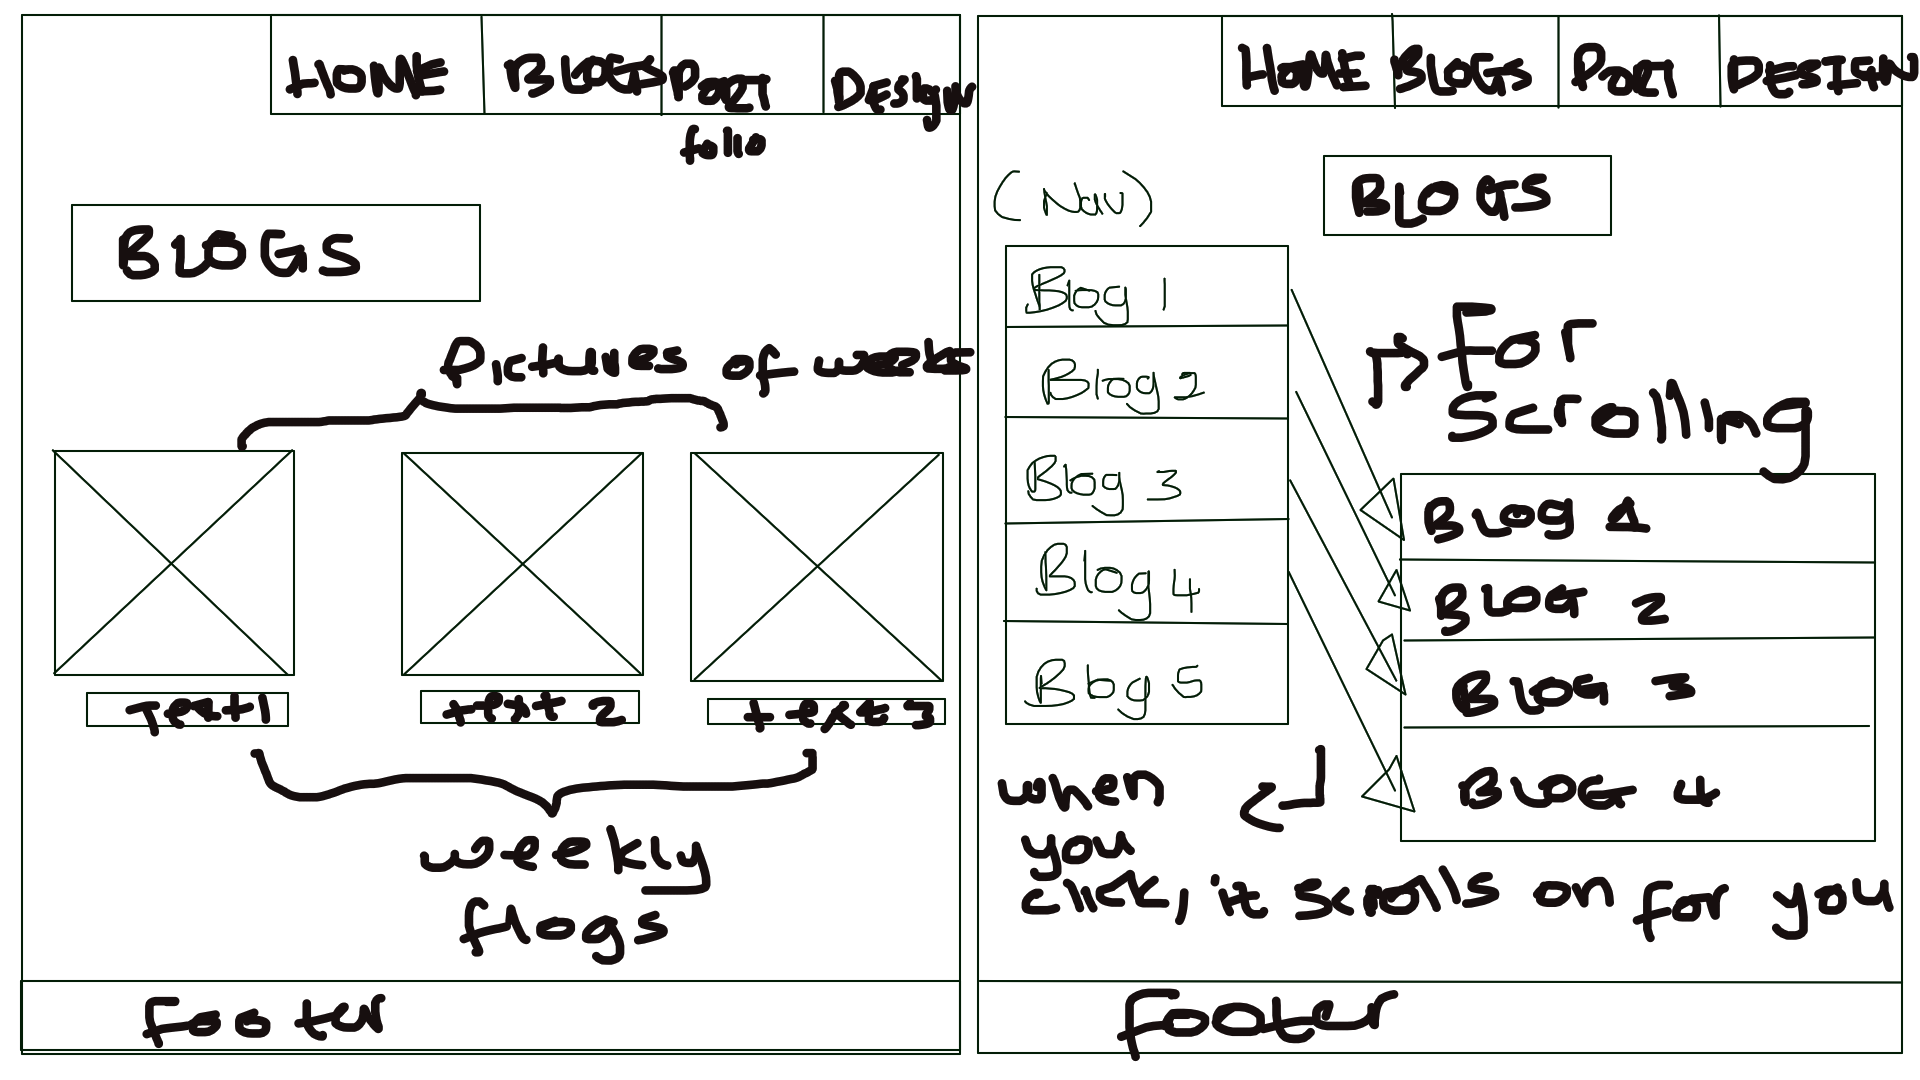 HOME BLOGS Port Design
folio
BLOGS
Pictures of week
Text1 text 2 text 3
weekly
flogs
Footer
HOME BLOGS Port DESIGN
(Nav)
BLOGS
Blog 1
Blog 2
Blog 3
Blog 4
Blog 5
For
Scrolling
BLOG 1
BLOG 2
BLOG 3
BLOG 4
when
you
click, it scrolls on for you
Footer